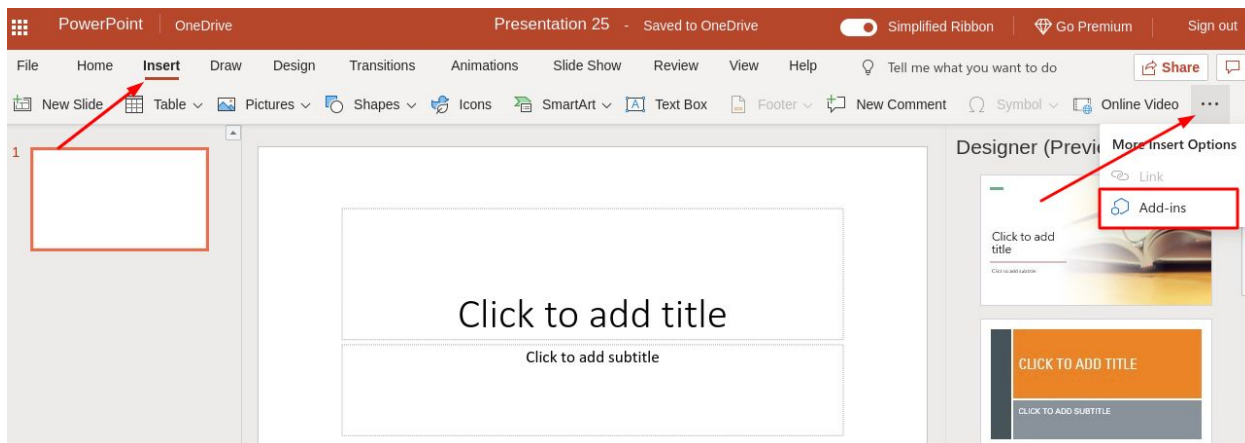 PowerPoint OneDrive Presentation 25 - Saved to OneDrive Simplified Ribbon Go Premium Sign out
File Home Insert Draw Design Transitions Animations Slide Show Review View Help Tell me what you want to do Share
New Slide Table Pictures Shapes Icons SmartArt Text Box Footer New Comment Symbol Online Video ...
1
Designer (Previ
More Insert Options
Link
Add-ins
Click to add
title
Click to add subtitle
Click to add title
Click to add subtitle
CLICK TO ADD TITLE
CLICK TO ADD SUBTITLE